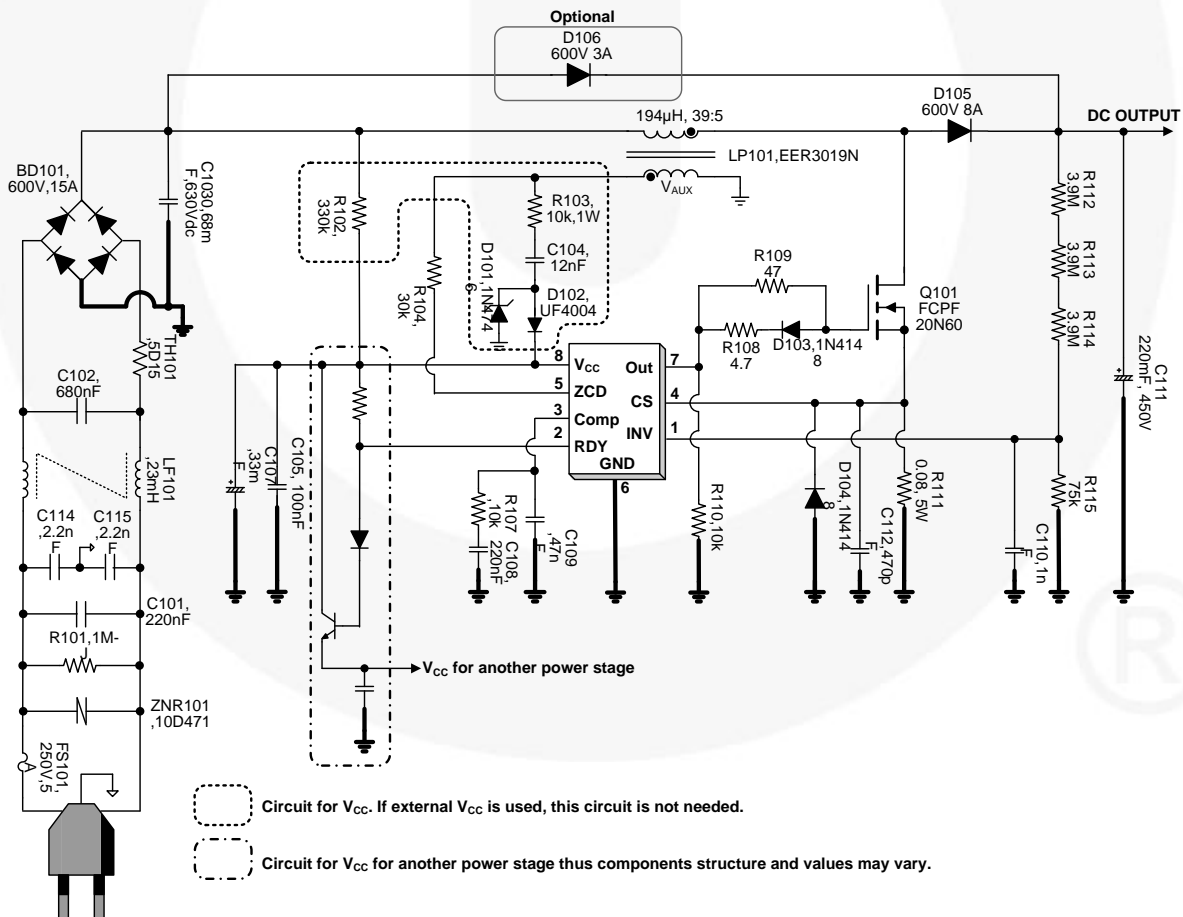 Optional
D106
600V 3A
D105
600V 8A
DC OUTPUT
194µH, 39:5
LP101,EER3019N
VAUX
BD101,
600V,15A
C1030,68m
F,630Vdc
R102,
330k
R103,
10k,1W
C104,
12nF
D101,1N474
6
D102,
UF4004
R104,
30k
R112
3.9M
R113
3.9M
R114
3.9M
R109
47
R108
4.7
D103,1N414
8
Q101
FCPF
20N60
C111
220mF, 450V
TH101
,5D15
C102,
680nF
8
VCC
Out
7
5
ZCD
CS
4
3
Comp
INV
1
2
RDY
GND
6
LF101
,23mH
C107
,33m
F
C105, 100nF
R107
,10k
C108,
220nF
C109
,47n
F
R110,10k
D104,1N414
8
C112,470p
F
R111
0.08, 5W
C110,1n
F
R115
75k
C114
,2.2n
F
C115
,2.2n
F
C101,
220nF
R101,1M-
J
ZNR101
,10D471
FS101,
250V,5
A
VCC for another power stage
Circuit for VCC. If external VCC is used, this circuit is not needed.
Circuit for VCC for another power stage thus components structure and values may vary.
®